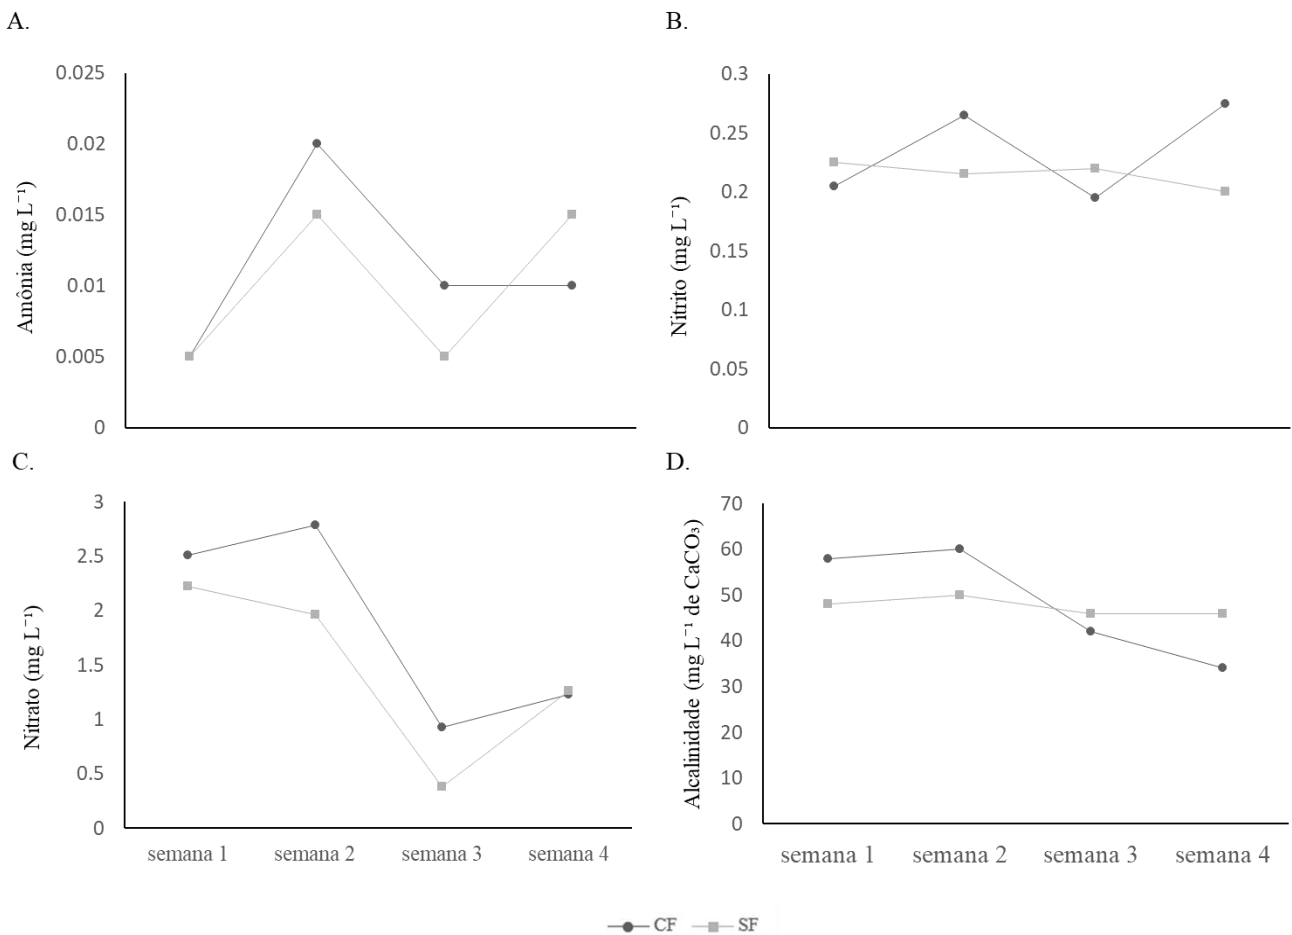 A.
Amônia (mg L⁻¹)
0.025
0.02
0.015
0.01
0.005
0
B.
Nitrito (mg L⁻¹)
0.3
0.25
0.2
0.15
0.1
0.05
0
C.
Nitrato (mg L⁻¹)
3
2.5
2
1.5
1
0.5
0
semana 1 semana 2 semana 3 semana 4
D.
Alcalinidade (mg L⁻¹ de CaCO₃)
70
60
50
40
30
20
10
0
semana 1 semana 2 semana 3 semana 4
CF SF